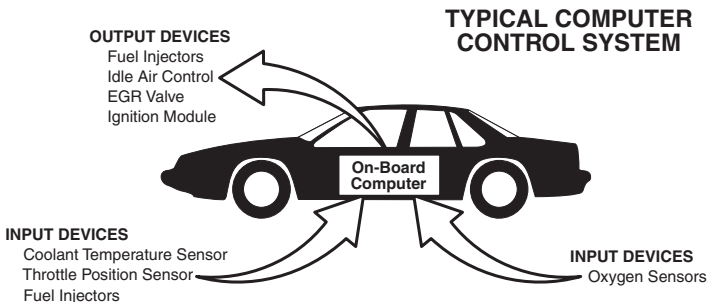 TYPICAL COMPUTER
CONTROL SYSTEM
OUTPUT DEVICES
Fuel Injectors
Idle Air Control
EGR Valve
Ignition Module
On-Board
Computer
INPUT DEVICES
Coolant Temperature Sensor
Throttle Position Sensor
Fuel Injectors
INPUT DEVICES
Oxygen Sensors